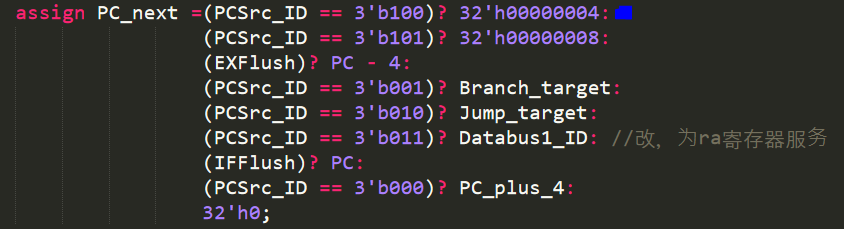 assign PC_next =(PCSrc_ID == 3'b100)? 32'h00000004:
(PCSrc_ID == 3'b101)? 32'h00000008:
(EXFlush)? PC - 4:
(PCSrc_ID == 3'b001)? Branch_target:
(PCSrc_ID == 3'b010)? Jump_target:
(PCSrc_ID == 3'b011)? Databus1_ID: //改，为ra寄存器服务
(IFFlush)? PC:
(PCSrc_ID == 3'b000)? PC_plus_4:
32'h0;